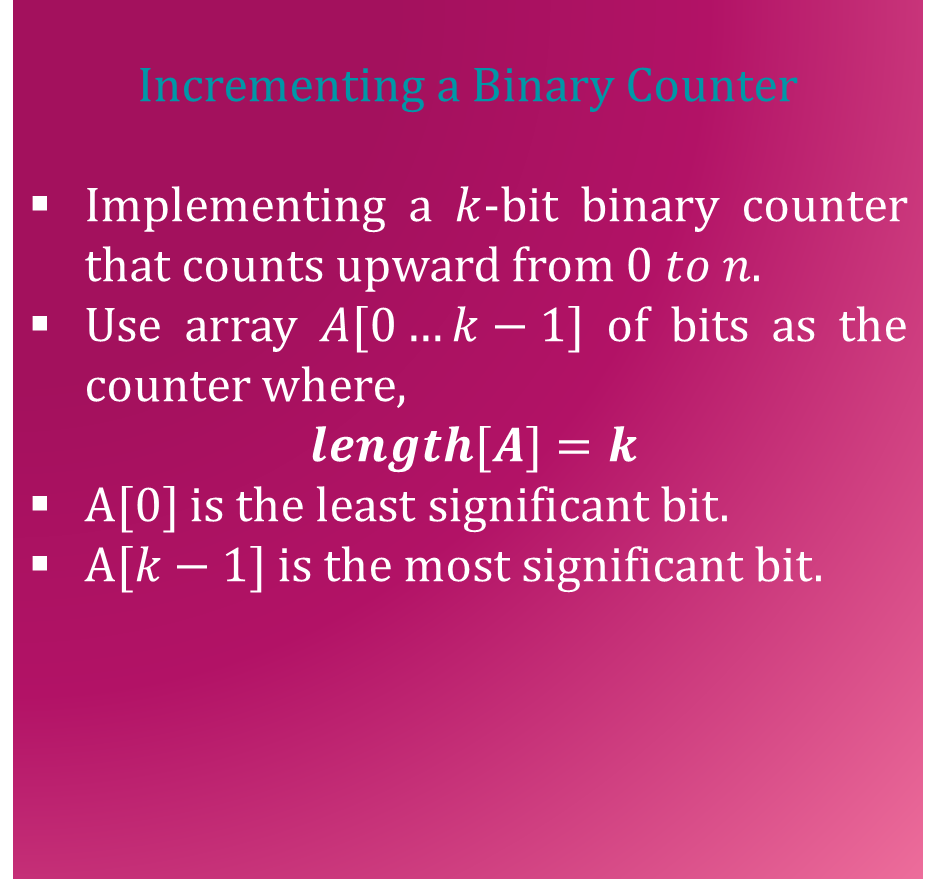 Incrementing a Binary Counter
▪ Implementing a k-bit binary counter
that counts upward from 0 to n.
▪ Use array A[0 … k − 1] of bits as the
counter where,
length[A] = k
▪ A[0] is the least significant bit.
▪ A[k − 1] is the most significant bit.